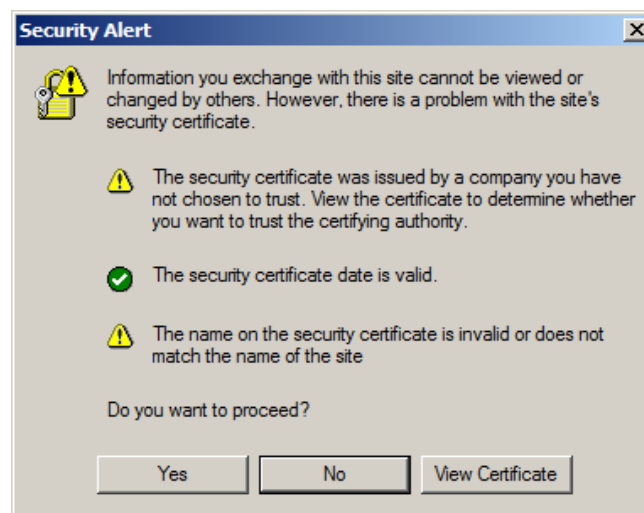 Security Alert
Information you exchange with this site cannot be viewed or
changed by others. However, there is a problem with the site's
security certificate.
The security certificate was issued by a company you have
not chosen to trust. View the certificate to determine whether
you want to trust the certifying authority.
The security certificate date is valid.
The name on the security certificate is invalid or does not
match the name of the site
Do you want to proceed?
Yes No View Certificate